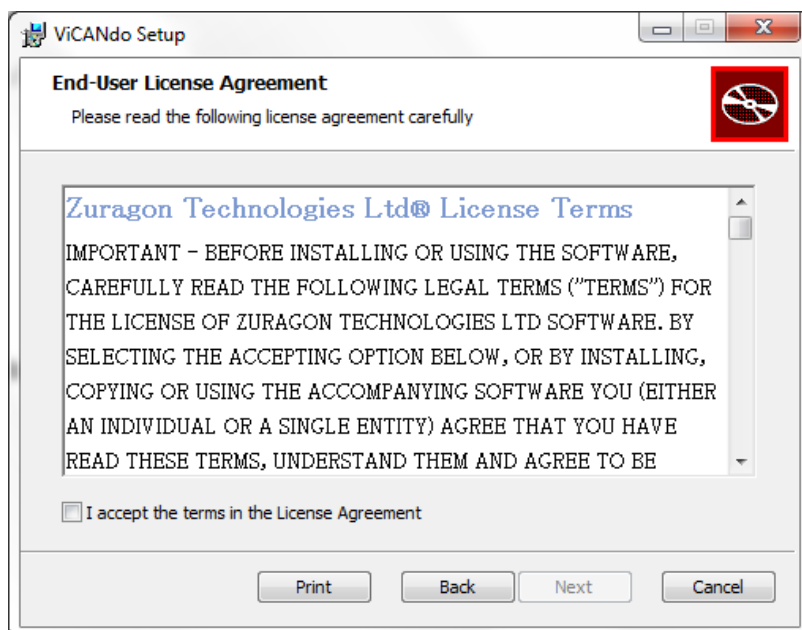 ViCANdo Setup
End-User License Agreement
Please read the following license agreement carefully
Zuragon Technologies Ltd® License Terms
IMPORTANT – BEFORE INSTALLING OR USING THE SOFTWARE,
CAREFULLY READ THE FOLLOWING LEGAL TERMS (”TERMS”) FOR
THE LICENSE OF ZURAGON TECHNOLOGIES LTD SOFTWARE. BY
SELECTING THE ACCEPTING OPTION BELOW, OR BY INSTALLING,
COPYING OR USING THE ACCOMPANYING SOFTWARE YOU (EITHER
AN INDIVIDUAL OR A SINGLE ENTITY) AGREE THAT YOU HAVE
READ THESE TERMS, UNDERSTAND THEM AND AGREE TO BE
I accept the terms in the License Agreement
Print Back Next Cancel